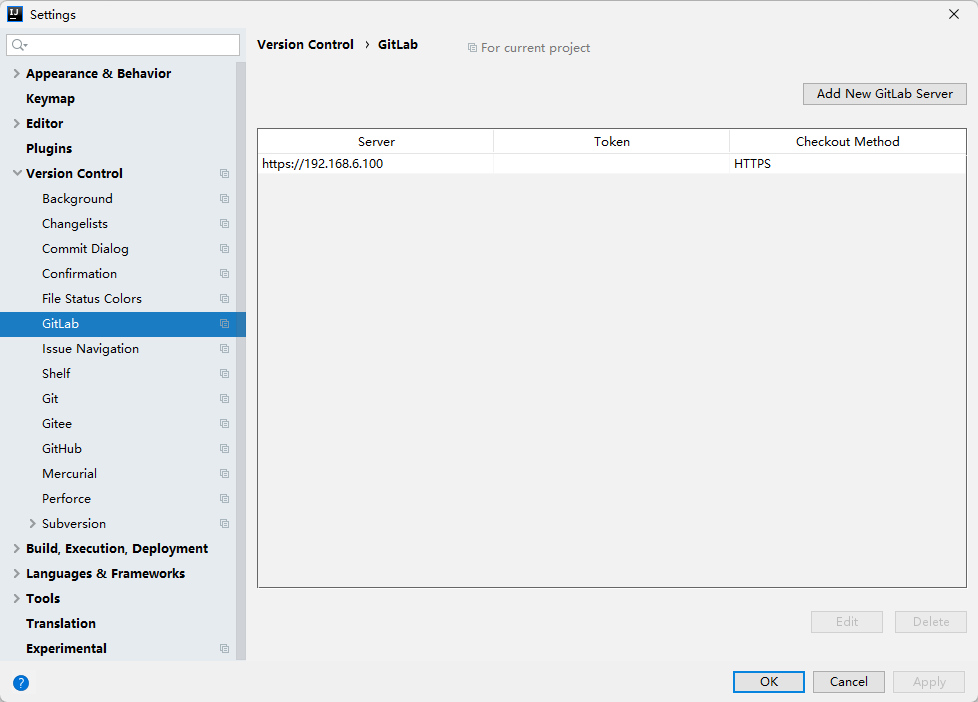 Settings
Version Control › GitLab For current project
Appearance & Behavior
Keymap
Editor
Plugins
Version Control
Background
Changelists
Commit Dialog
Confirmation
File Status Colors
GitLab
Issue Navigation
Shelf
Git
Gitee
GitHub
Mercurial
Perforce
Subversion
Build, Execution, Deployment
Languages & Frameworks
Tools
Translation
Experimental
Add New GitLab Server
Server Token Checkout Method
https://192.168.6.100 HTTPS
Edit Delete
? OK Cancel Apply